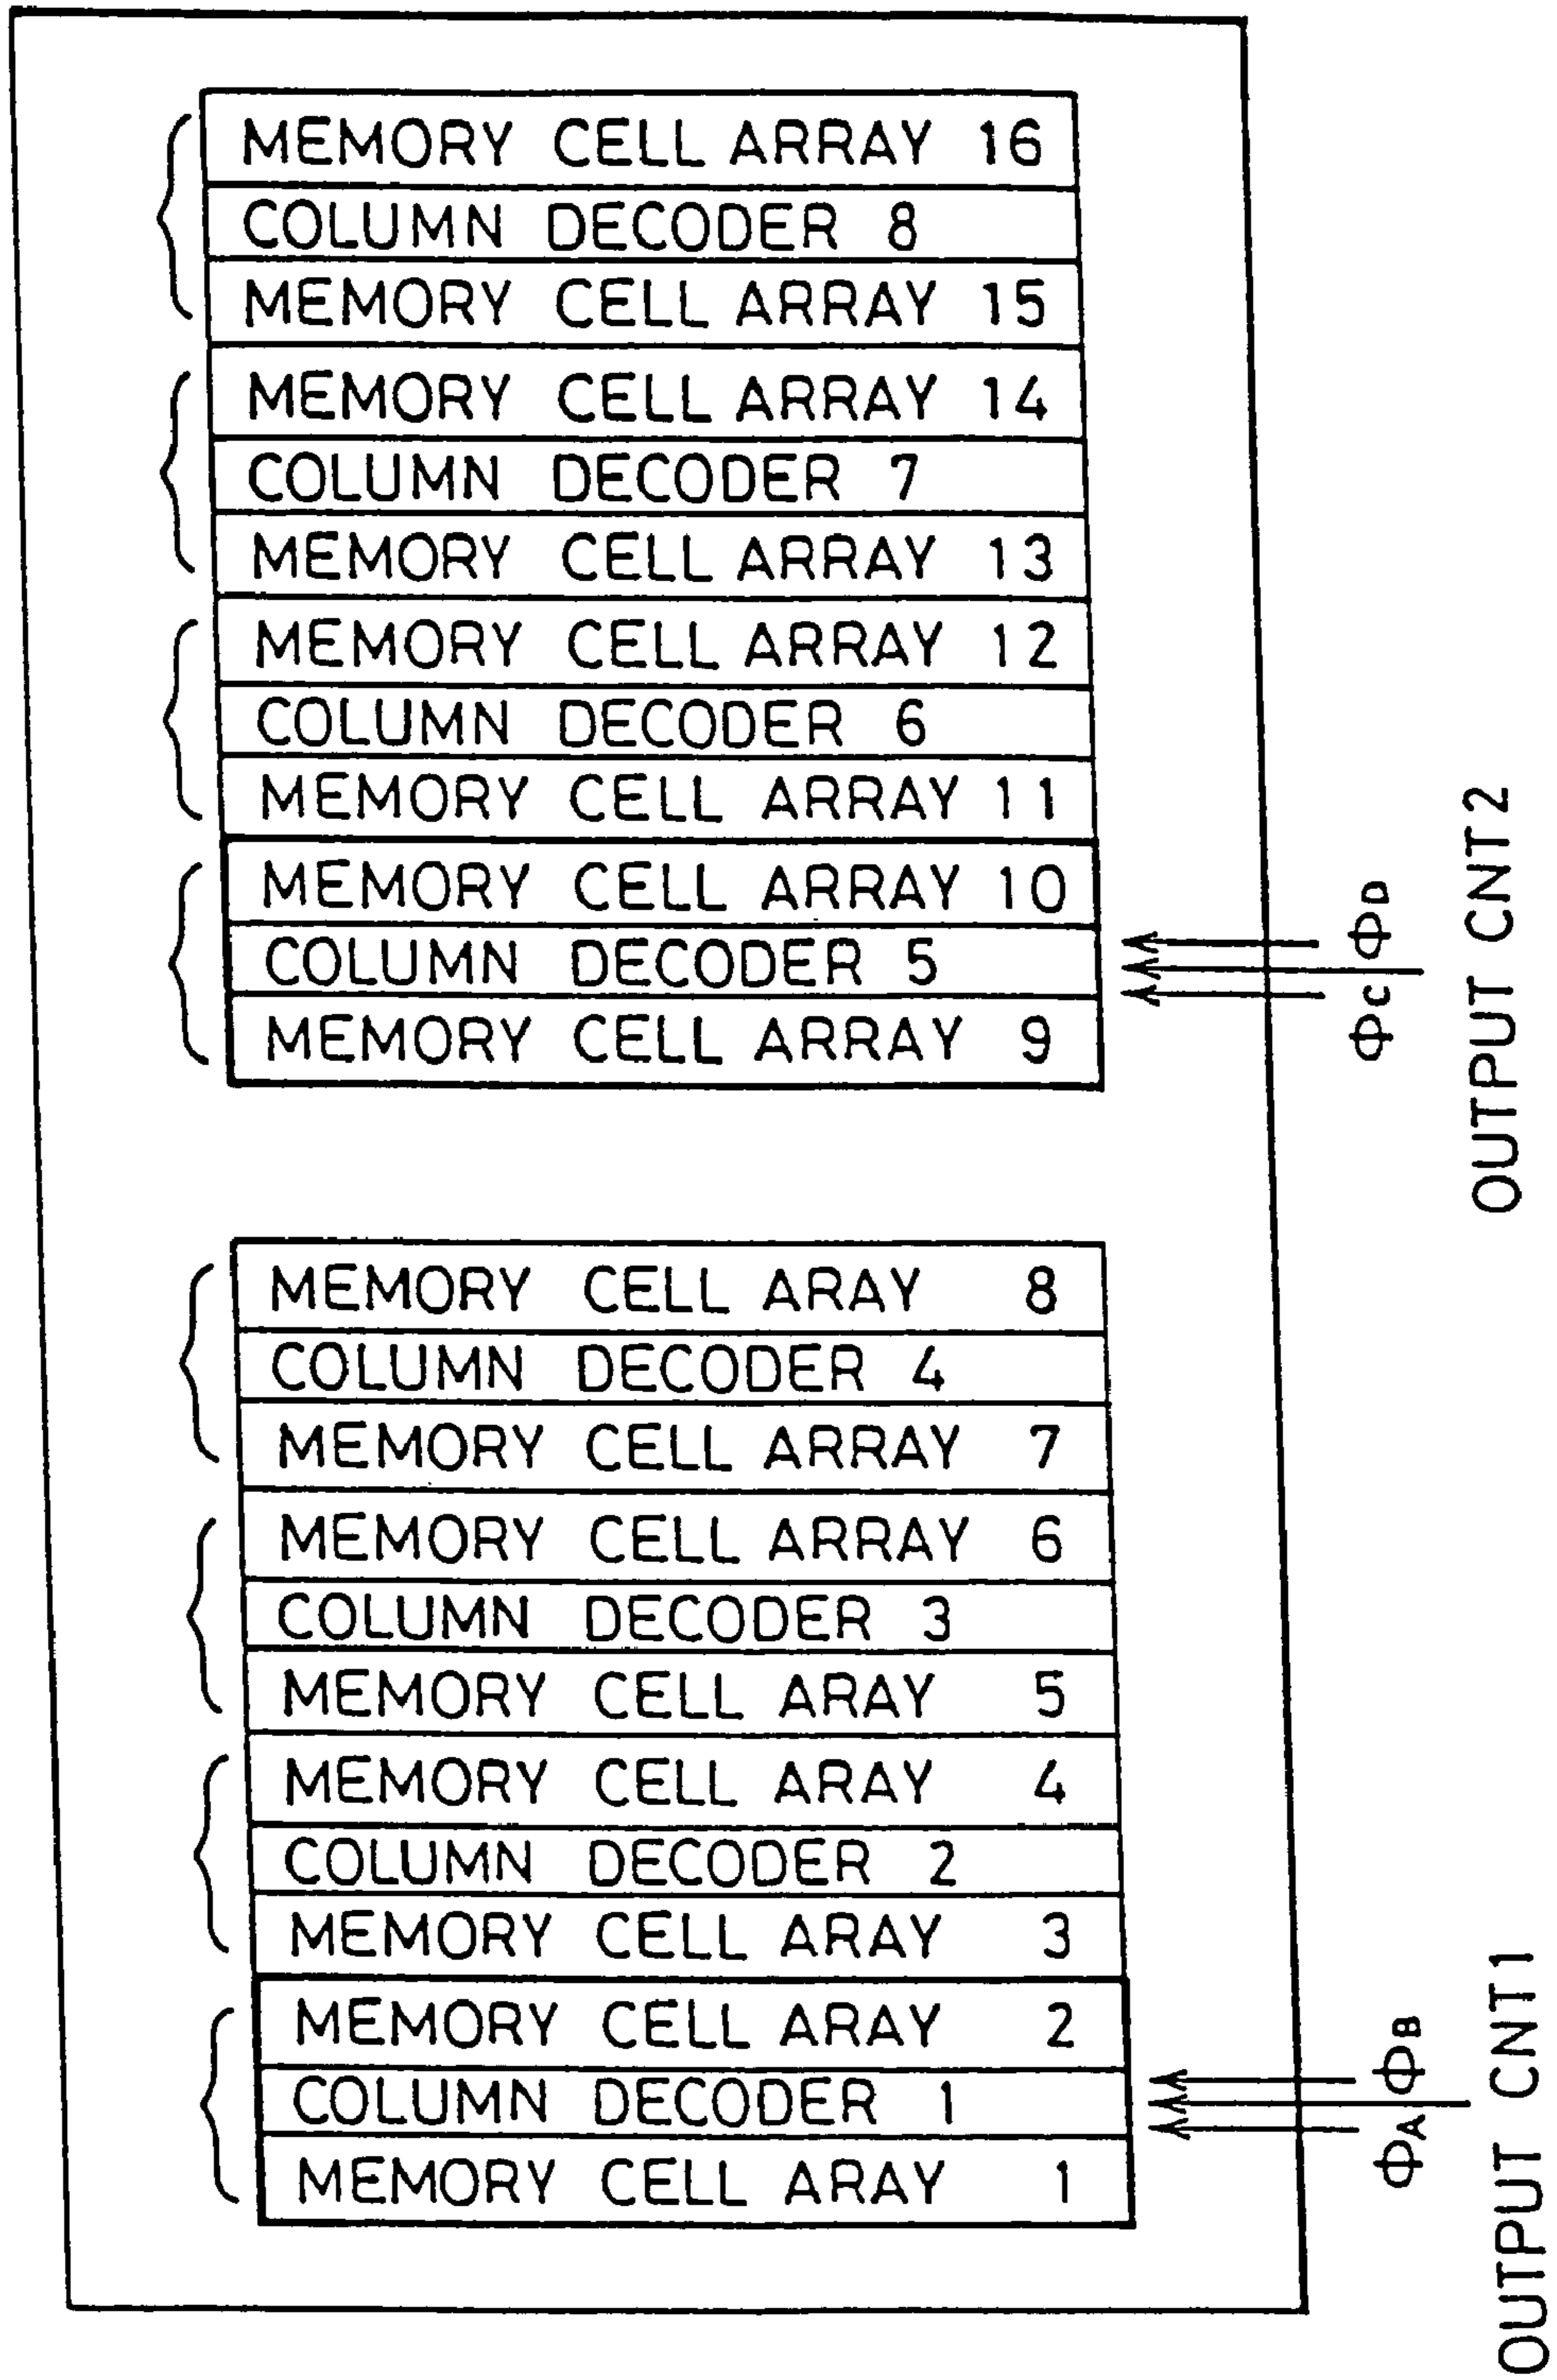 MEMORY CELL ARRAY 16
COLUMN DECODER 8
MEMORY CELL ARRAY 15
MEMORY CELL ARRAY 14
COLUMN DECODER 7
MEMORY CELL ARRAY 13
MEMORY CELL ARRAY 12
COLUMN DECODER 6
MEMORY CELL ARRAY 11
MEMORY CELL ARRAY 10
COLUMN DECODER 5
MEMORY CELL ARRAY 9
ΦC ΦD
OUTPUT CNT2
MEMORY CELL ARAY 8
COLUMN DECODER 4
MEMORY CELL ARRAY 7
MEMORY CELL ARRAY 6
COLUMN DECODER 3
MEMORY CELL ARAY 5
MEMORY CELL ARAY 4
COLUMN DECODER 2
MEMORY CELL ARAY 3
MEMORY CELL ARAY 2
COLUMN DECODER 1
MEMORY CELL ARAY 1
ΦA ΦB
OUTPUT CNT1